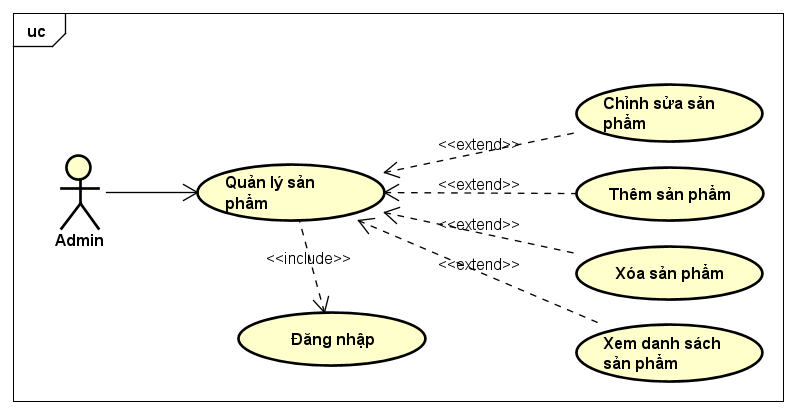 uc
Chỉnh sửa sản
phẩm
<<extend>>
Quản lý sản
phẩm
<<extend>>
Thêm sản phẩm
<<extend>>
Admin
<<include>>
<<extend>>
Xóa sản phẩm
Đăng nhập
Xem danh sách
sản phẩm